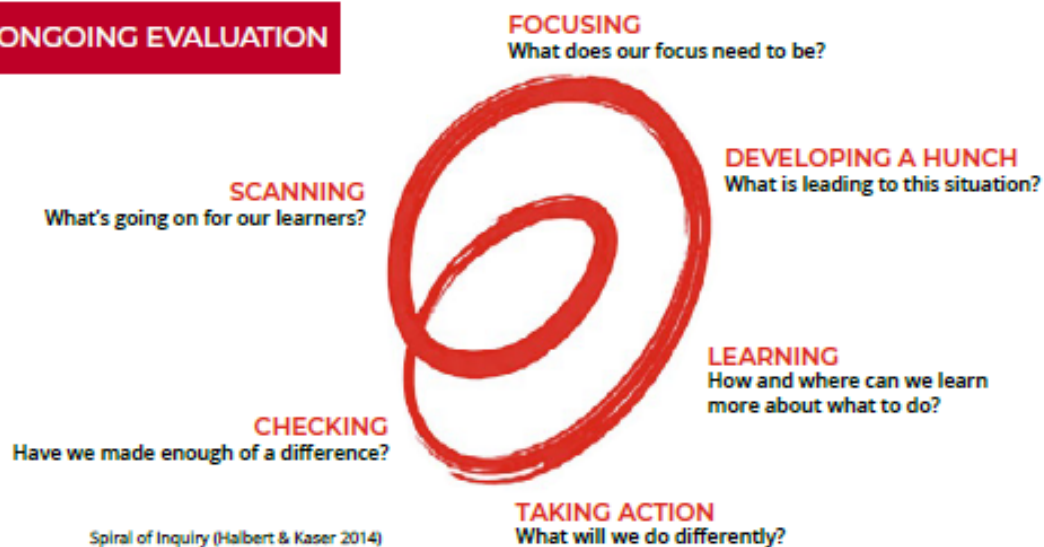 ONGOING EVALUATION
FOCUSING
What does our focus need to be?
DEVELOPING A HUNCH
What is leading to this situation?
SCANNING
What's going on for our learners?
LEARNING
How and where can we learn
more about what to do?
CHECKING
Have we made enough of a difference?
TAKING ACTION
What will we do differently?
Spiral of Inquiry (Halbert & Kaser 2014)